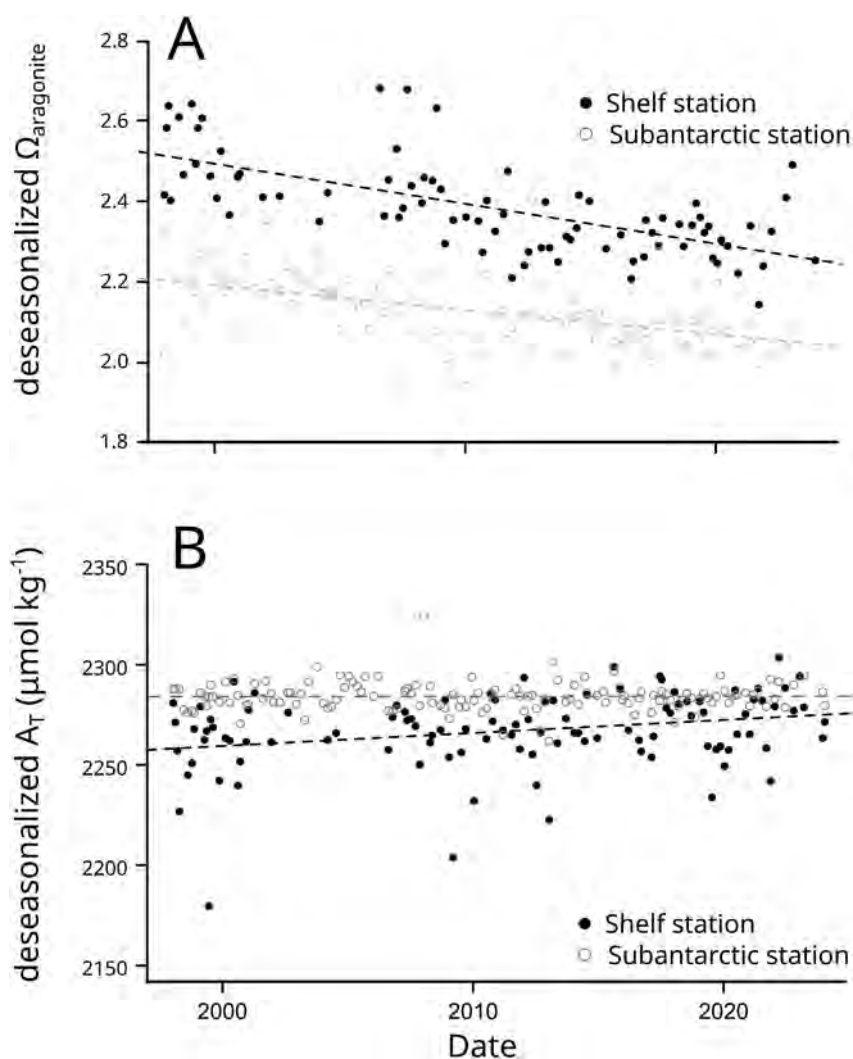 A
2.8
2.6
2.4
2.2
2.0
1.8
deseasonalized Ωaragonite
Shelf station
Subantarctic station
B
2350
2300
2250
2200
2150
deseasonalized AT (μmol kg-1)
Shelf station
Subantarctic station
2000
2010
2020
Date